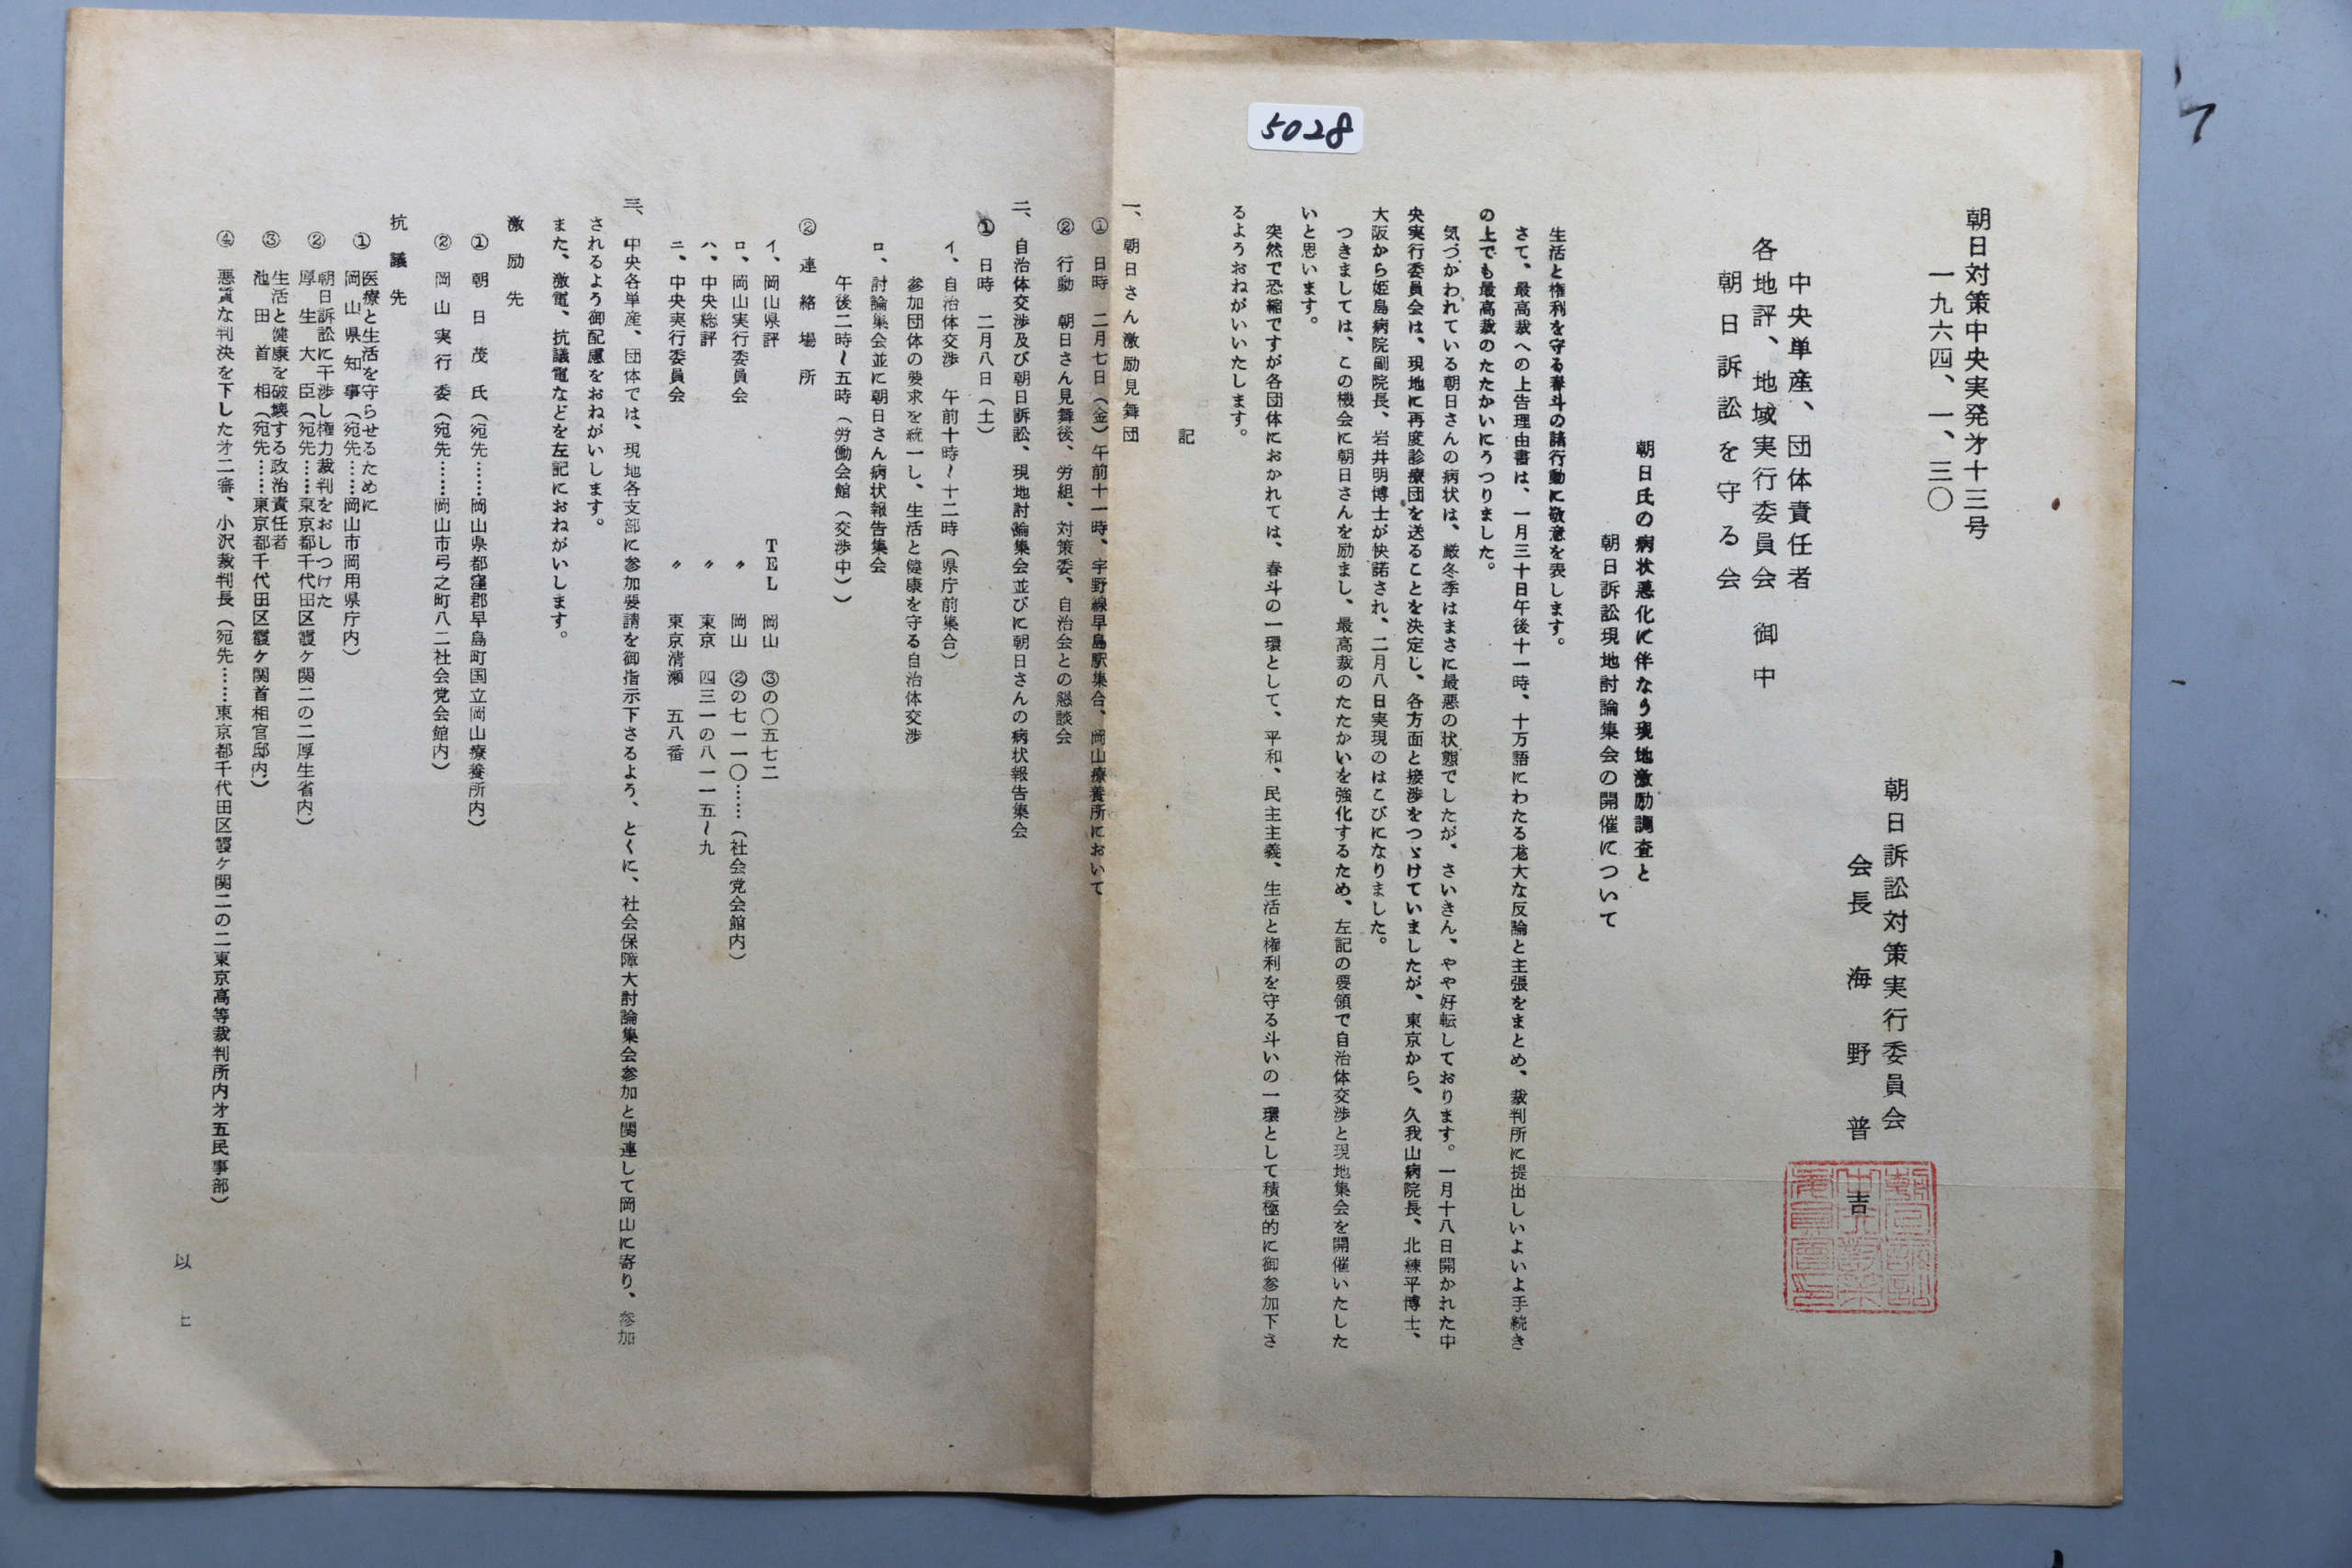 5028
朝日対策中央実発才十三号
一九六四、一、三〇
朝日訴訟対策実行委員会
会長 海野普吉
中央単産、団体責任者
各地評、地域実行委員会 御中
朝日訴訟を守る会
朝日氏の病状悪化に伴なう現地激励調査と
朝日訴訟現地討論集会の開催について
生活と権利を守る春斗の諸行動に敬意を表します。
さて、最高裁への上告理由書は、一月三十日午後十一時、十万語にわたる尨大な反論と主張をまとめ、裁判所に提出しいよいよ手続き
の上でも最高裁のたたかいにうつりました。
気づかわれている朝日さんの病状は、厳冬季はまさに最悪の状態でしたが、さいきん、やや好転しております。一月十八日開かれた中
央実行委員会は、現地に再度診療団を送ることを決定し、各方面と接渉をつゞけていましたが、東京から、久我山病院長、北練平博士、
大阪から姫島病院副院長、岩井明博士が快諾され、二月八日実現のはこびになりました。
つきましては、この機会に朝日さんを励まし、最高裁のたたかいを強化するため、左記の要領で自治体交渉と現地集会を開催いたした
いと思います。
突然で恐縮ですが各団体におかれては、春斗の一環として、平和、民主主義、生活と権利を守る斗いの一環として積極的に御参加下さ
るようおねがいいたします。
記
一、朝日さん激励見舞団
① 日時 二月七日(金)午前十一時、宇野線早島駅集合、岡山療養所において
② 行動 朝日さん見舞後、労組、対策委、自治会との懇談会
二、自治体交渉及び朝日訴訟、現地討論集会並びに朝日さんの病状報告集会
① 日時 二月八日(土)
イ、自治体交渉 午前十時〜十二時(県庁前集合)
参加団体の要求を統一し、生活と健康を守る自治体交渉
ロ、討論集会並に朝日さん病状報告集会
午後二時〜五時(労働会館(交渉中))
② 連絡場所
イ、岡山県評 TEL 岡山 ③の〇五七二
ロ、岡山実行委員会 〃 岡山 ②の七一一〇……(社会党会館内)
ハ、中央総評 〃 東京 四三一の八一一五〜九
ニ、中央実行委員会 東京清瀬 五八番
三、中央各単産、団体では、現地各支部に参加要請を御指示下さるよう、とくに、社会保障大討論集会参加と関連して岡山に寄り、参加
されるよう御配慮をおねがいします。
また、激電、抗議電などを左記におねがいします。
激励先
① 朝日茂氏(宛先……岡山県都窪郡早島町国立岡山療養所内)
② 岡山実行委(宛先……岡山市弓之町八二社会党会館内)
抗議先
① 医療と生活を守らせるために
岡山県知事(宛先……岡山市岡用県庁内)
② 朝日訴訟に干渉し権力裁判をおしつけた
厚生大臣(宛先……東京都千代田区霞ケ関二の二厚生省内)
③ 生活と健康を破壊する政治責任者
池田首相(宛先……東京都千代田区霞ケ関首相官邸内)
④ 悪質な判決を下した才二審、小沢裁判長(宛先……東京都千代田区霞ケ関二の二東京高等裁判所内才五民事部)
以上